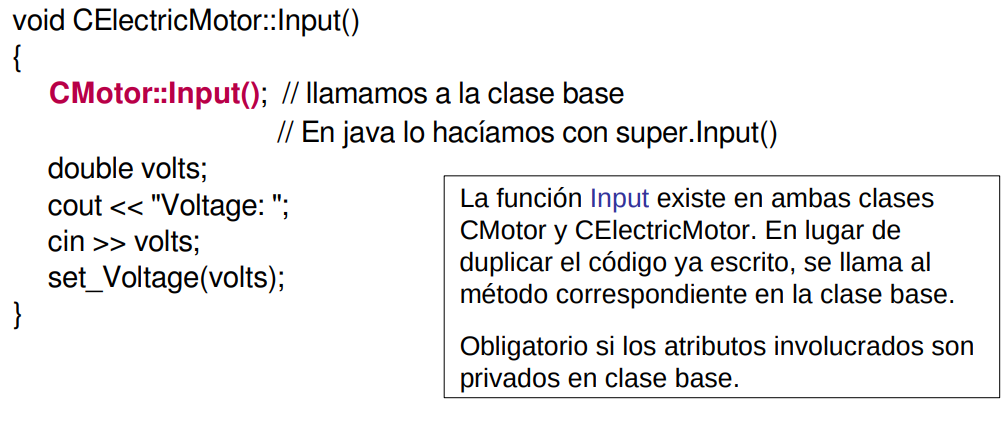 void CElectricMotor::Input()
{
CMotor::Input(); // llamamos a la clase base
// En java lo hacíamos con super.Input()
double volts;
cout << "Voltage: ";
cin >> volts;
set_Voltage(volts);
}
La función Input existe en ambas clases
CMotor y CElectricMotor. En lugar de
duplicar el código ya escrito, se llama al
método correspondiente en la clase base.
Obligatorio si los atributos involucrados son
privados en clase base.